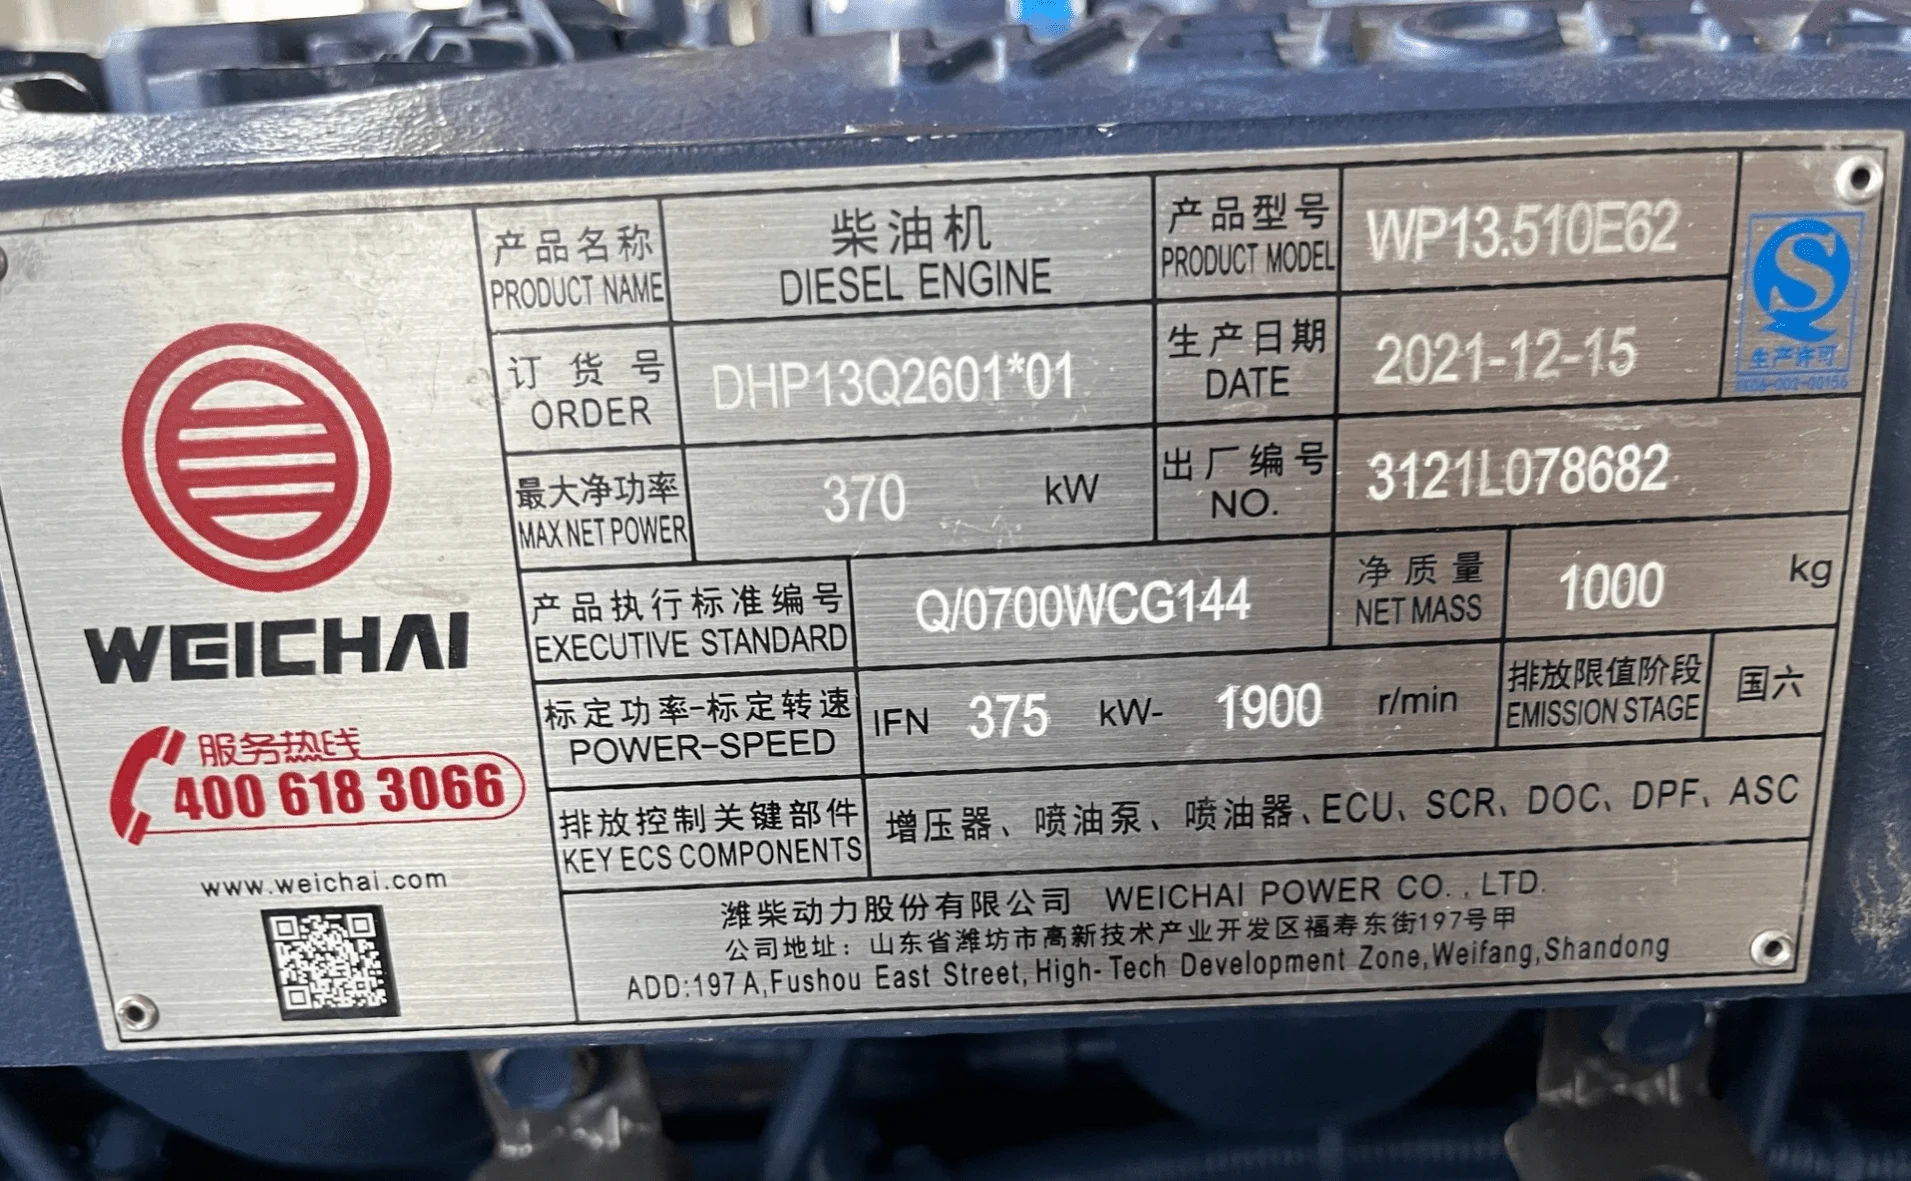 产品名称
PRODUCT NAME
柴油机
DIESEL ENGINE
产品型号
PRODUCT MODEL
WP13.510E62
订货号
ORDER
DHP13Q2601*01
生产日期
DATE
2021-12-15
生产许可
最大净功率
MAX NET POWER
370 kW
出厂编号
NO.
3121L078682
产品执行标准编号
EXECUTIVE STANDARD
Q/0700WCG144
净质量
NET MASS
1000 kg
标定功率-标定转速
POWER-SPEED
IFN 375 kW- 1900 r/min
排放限值阶段
EMISSION STAGE
国六
排放控制关键部件
KEY ECS COMPONENTS
增压器、喷油泵、喷油器、ECU、SCR、DOC、DPF、ASC
潍柴动力股份有限公司 WEICHAI POWER CO.,LTD.
公司地址：山东省潍坊市高新技术产业开发区福寿东街197号甲
ADD:197A,Fushou East Street,High-Tech Development Zone,Weifang,Shandong
WEICHAI
服务热线
400 618 3066
www.weichai.com